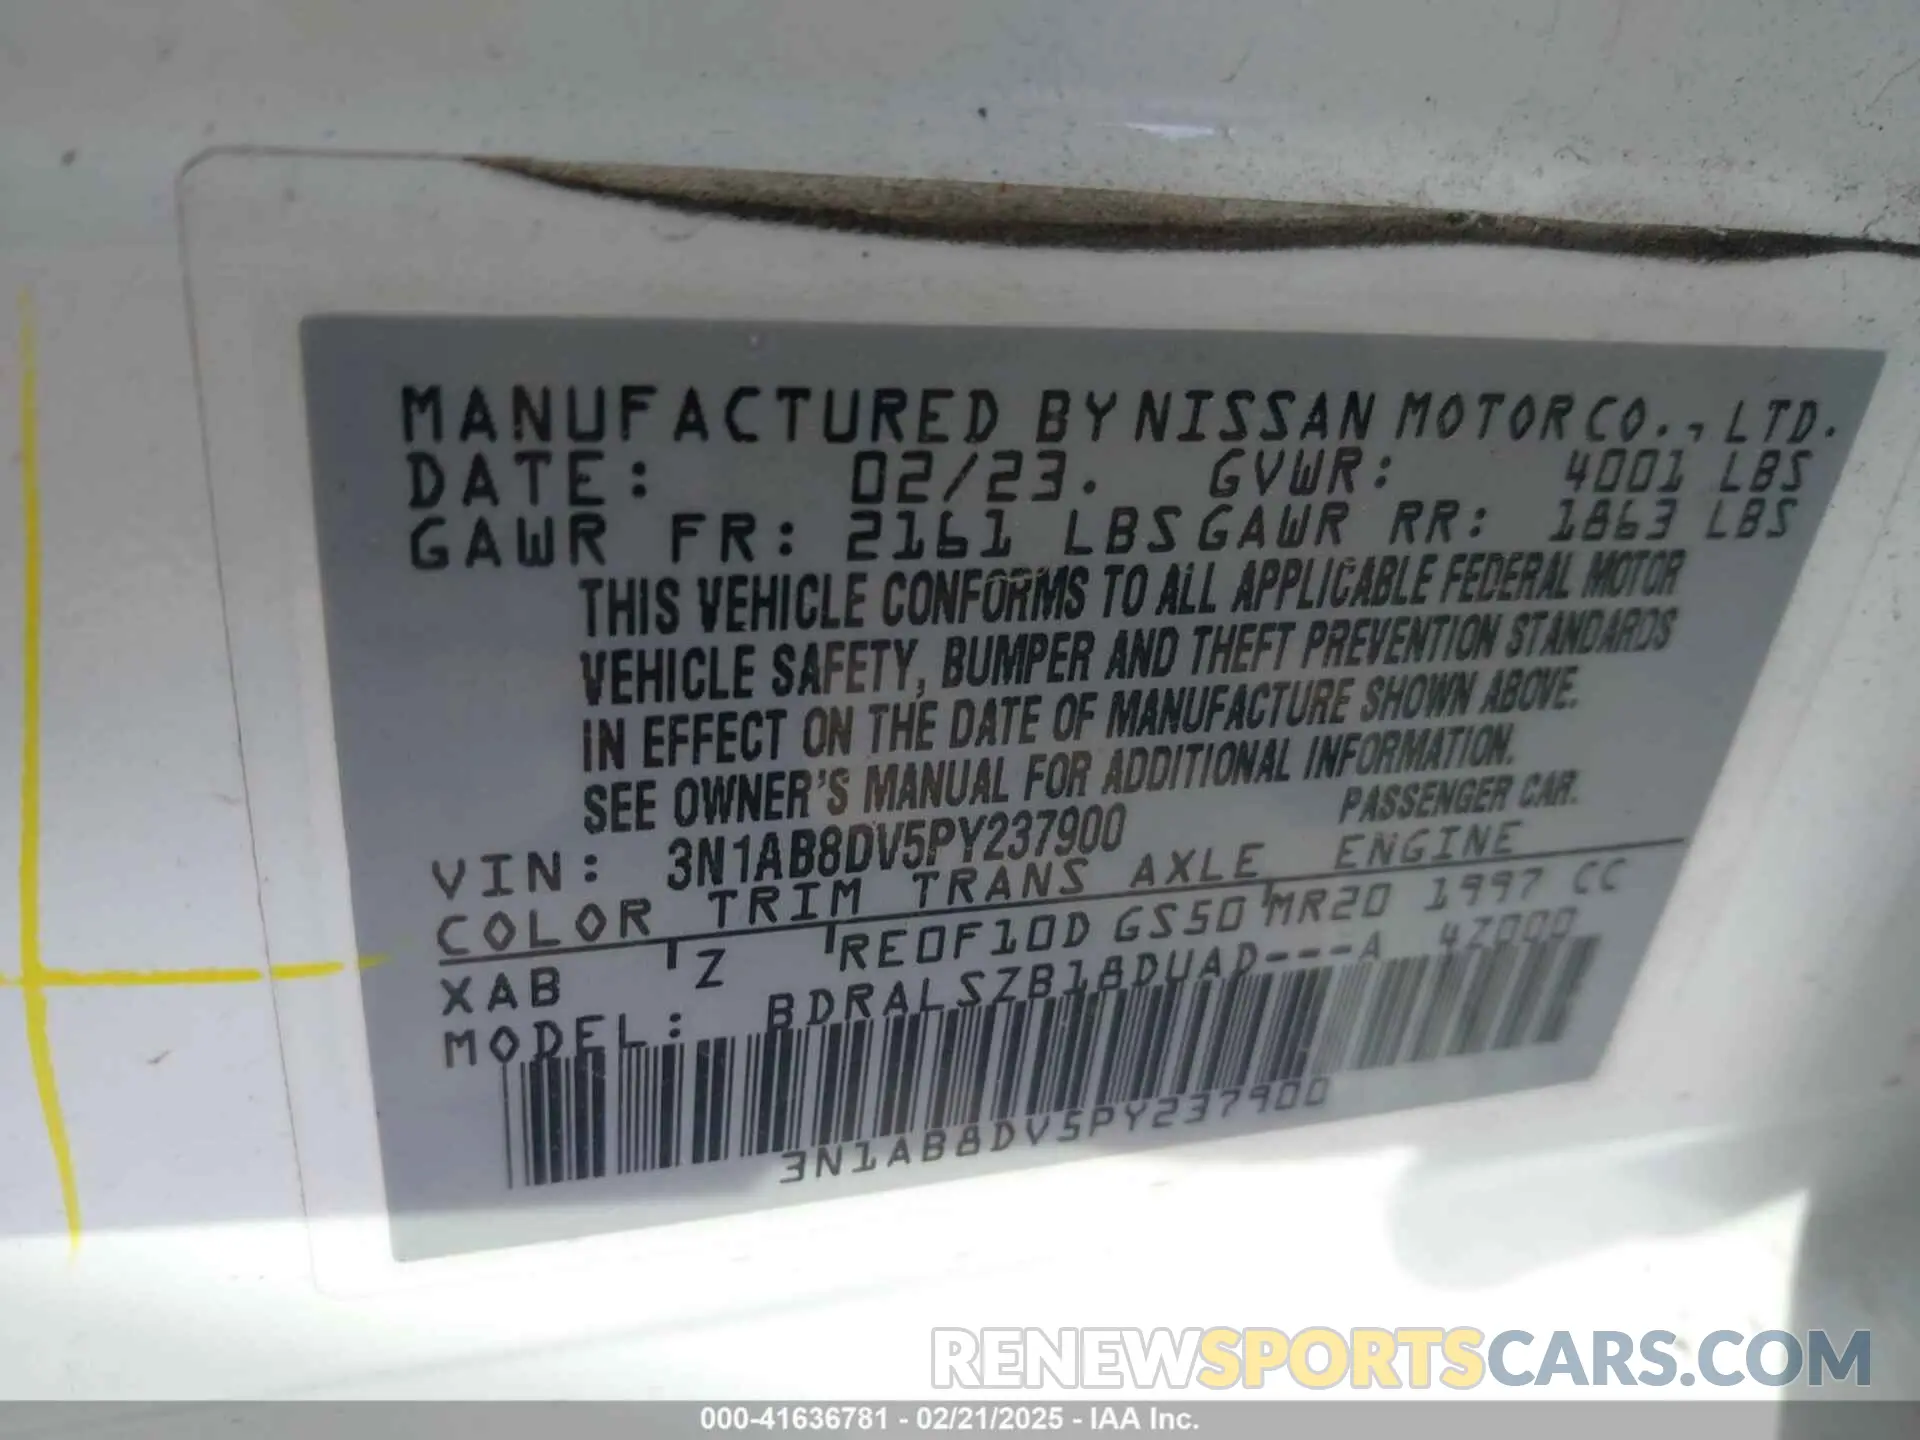 MANUFACTURED BY NISSAN MOTOR CO., LTD.
DATE: 02/23. GVWR: 4001 LBS
GAWR FR: 2161 LBS GAWR RR: 1863 LBS
THIS VEHICLE CONFORMS TO ALL APPLICABLE FEDERAL MOTOR
VEHICLE SAFETY, BUMPER AND THEFT PREVENTION STANDARDS
IN EFFECT ON THE DATE OF MANUFACTURE SHOWN ABOVE.
SEE OWNER'S MANUAL FOR ADDITIONAL INFORMATION.
VIN: 3N1AB8DV5PY237900 PASSENGER CAR.
COLOR TRIM TRANS AXLE ENGINE
XAB Z RE0F10D GS50 MR20 1997 CC
MODEL: BDRALSZB18DUAD---A 4Z000
3N1AB8DV5PY237900
RENEWSPORTSCARS.COM
000-41636781 - 02/21/2025 - IAA Inc.